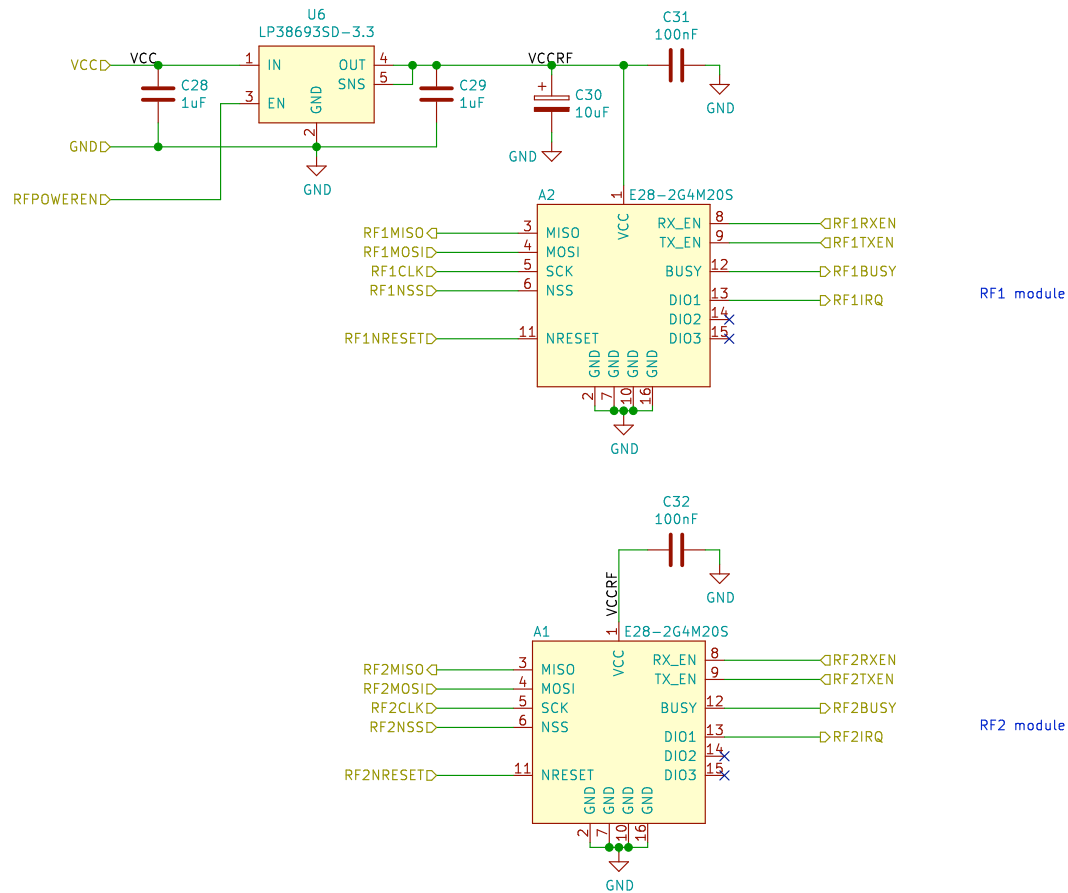 U6
LP38693SD-3.3
C31
100nF
VCC
VCC
1
IN
OUT
4
VCCRF
SNS
5
C28
1uF
3
EN
GND
2
C29
1uF
+
C30
10uF
GND
GND
GND
GND
RFPOWEREN
GND
A2
1
E28-2G4M20S
VCC
RF1MISO
3
MISO
RX_EN
8
RF1RXEN
RF1MOSI
4
MOSI
TX_EN
9
RF1TXEN
RF1CLK
5
SCK
BUSY
12
RF1BUSY
RF1NSS
6
NSS
DIO1
13
RF1IRQ
RF1 module
DIO2
14
RF1NRESET
11
NRESET
DIO3
15
GND
GND
GND
GND
2
7
10
16
GND
C32
100nF
VCCRF
GND
A1
1
E28-2G4M20S
VCC
RF2MISO
3
MISO
RX_EN
8
RF2RXEN
RF2MOSI
4
MOSI
TX_EN
9
RF2TXEN
RF2CLK
5
SCK
BUSY
12
RF2BUSY
RF2NSS
6
NSS
DIO1
13
RF2IRQ
RF2 module
DIO2
14
RF2NRESET
11
NRESET
DIO3
15
GND
GND
GND
GND
2
7
10
16
GND